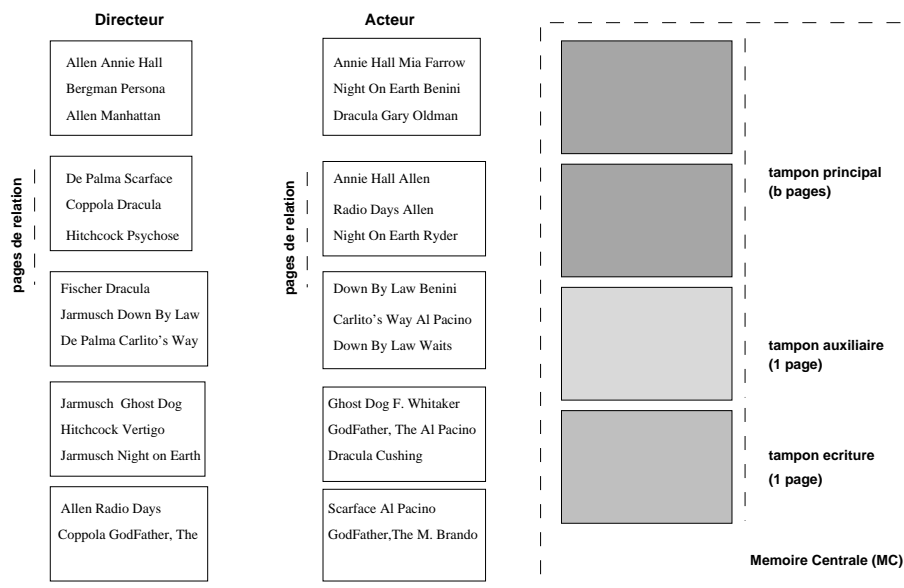 Directeur
Allen Annie Hall
Bergman Persona
Allen Manhattan
De Palma Scarface
Coppola Dracula
Hitchcock Psychose
Fischer Dracula
Jarmusch Down By Law
De Palma Carlito's Way
Jarmusch Ghost Dog
Hitchcock Vertigo
Jarmusch Night on Earth
Allen Radio Days
Coppola GodFather, The
pages de relation
Acteur
Annie Hall Mia Farrow
Night On Earth Benini
Dracula Gary Oldman
Annie Hall Allen
Radio Days Allen
Night On Earth Ryder
Down By Law Benini
Carlito's Way Al Pacino
Down By Law Waits
Ghost Dog F. Whitaker
GodFather, The Al Pacino
Dracula Cushing
Scarface Al Pacino
GodFather,The M. Brando
pages de relation
tampon principal
(b pages)
tampon auxiliaire
(1 page)
tampon ecriture
(1 page)
Memoire Centrale (MC)